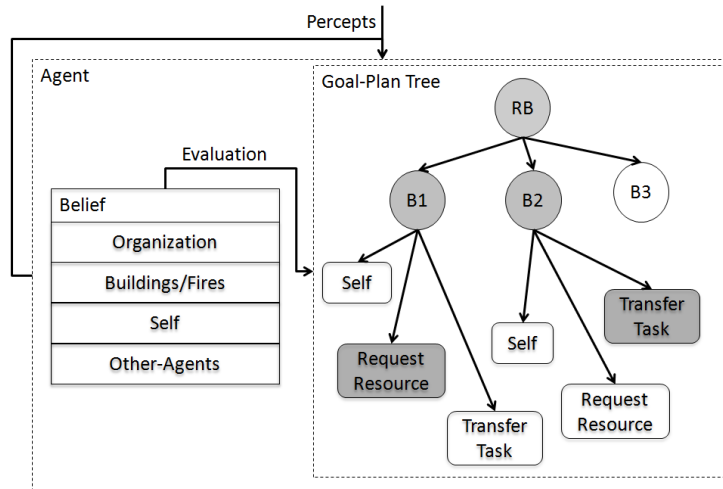 Percepts
Agent
Goal-Plan Tree
RB
Evaluation
B1
B2
B3
Belief
Organization
Buildings/Fires
Self
Other-Agents
Self
Request
Resource
Transfer
Task
Self
Request
Resource
Transfer
Task